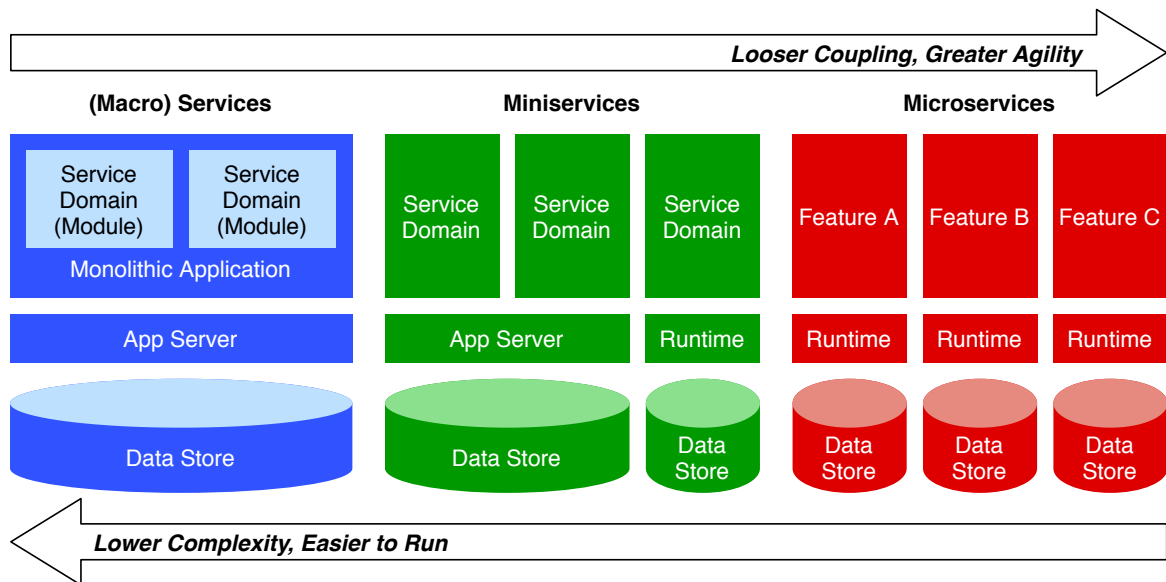 Looser Coupling, Greater Agility
(Macro) Services
Miniservices
Microservices
Service
Domain
(Module)
Service
Domain
(Module)
Monolithic Application
Service
Domain
Service
Domain
Service
Domain
Feature A
Feature B
Feature C
App Server
App Server
Runtime
Runtime
Runtime
Runtime
Data Store
Data Store
Data
Store
Data
Store
Data
Store
Data
Store
Lower Complexity, Easier to Run